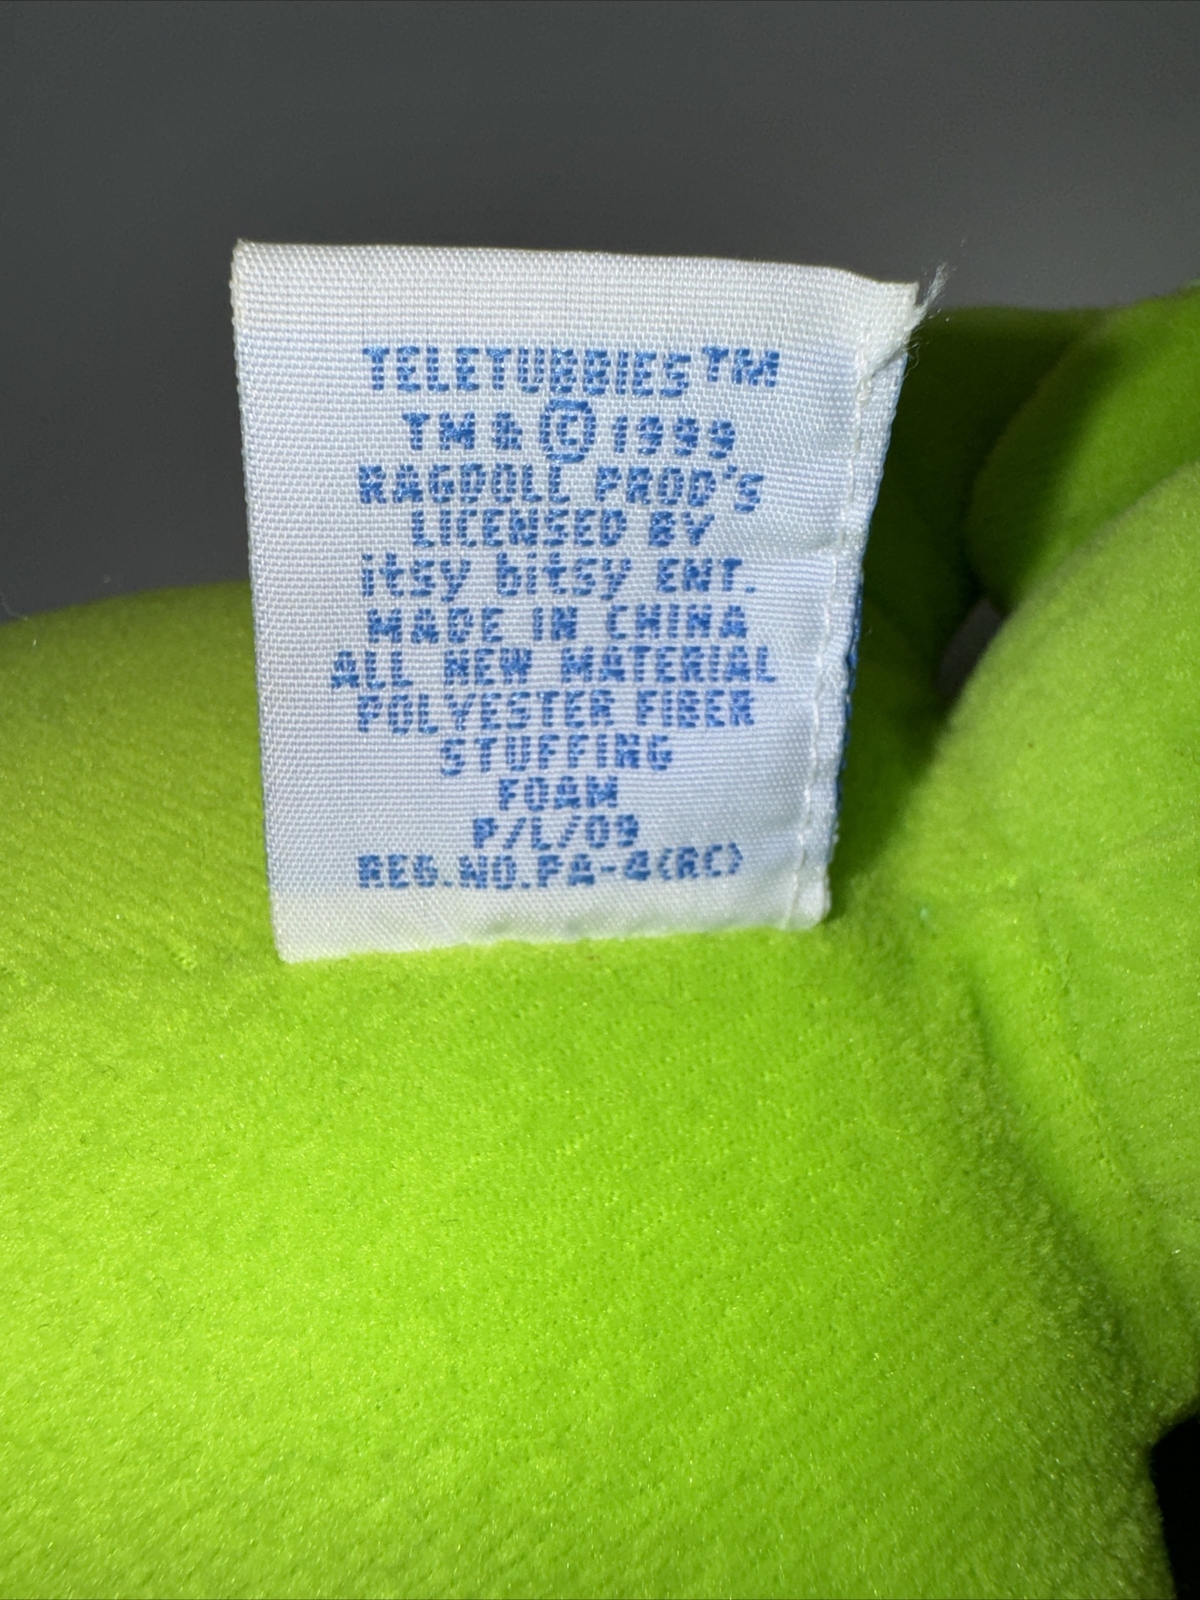 TELETUBBIES™
TM & © 1999
RAGDOLL PROD'S
LICENSED BY
itsy bitsy ENT.
MADE IN CHINA
ALL NEW MATERIAL
POLYESTER FIBER
STUFFING
FOAM
P/L/09
REG.NO.PA-4(RC)